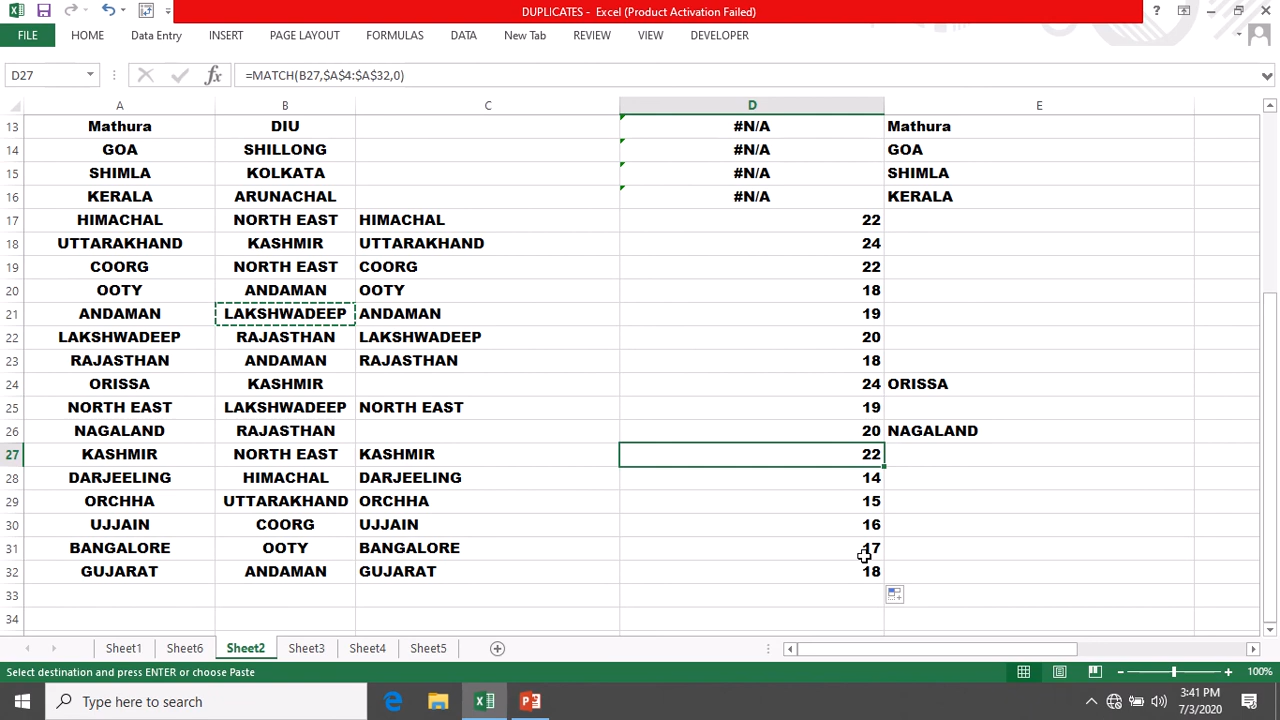 DUPLICATES - Excel (Product Activation Failed)
FILE HOME Data Entry INSERT PAGE LAYOUT FORMULAS DATA New Tab REVIEW VIEW DEVELOPER
D27 fx =MATCH(B27,$A$4:$A$32,0)
A B C D E
13 Mathura DIU #N/A Mathura
14 GOA SHILLONG #N/A GOA
15 SHIMLA KOLKATA #N/A SHIMLA
16 KERALA ARUNACHAL #N/A KERALA
17 HIMACHAL NORTH EAST HIMACHAL 22
18 UTTARAKHAND KASHMIR UTTARAKHAND 24
19 COORG NORTH EAST COORG 22
20 OOTY ANDAMAN OOTY 18
21 ANDAMAN LAKSHWADEEP ANDAMAN 19
22 LAKSHWADEEP RAJASTHAN LAKSHWADEEP 20
23 RAJASTHAN ANDAMAN RAJASTHAN 18
24 ORISSA KASHMIR 24 ORISSA
25 NORTH EAST LAKSHWADEEP NORTH EAST 19
26 NAGALAND RAJASTHAN 20 NAGALAND
27 KASHMIR NORTH EAST KASHMIR 22
28 DARJEELING HIMACHAL DARJEELING 14
29 ORCHHA UTTARAKHAND ORCHHA 15
30 UJJAIN COORG UJJAIN 16
31 BANGALORE OOTY BANGALORE 17
32 GUJARAT ANDAMAN GUJARAT 18
33
34
Sheet1 Sheet6 Sheet2 Sheet3 Sheet4 Sheet5
Select destination and press ENTER or choose Paste 100%
Type here to search 3:41 PM
7/3/2020